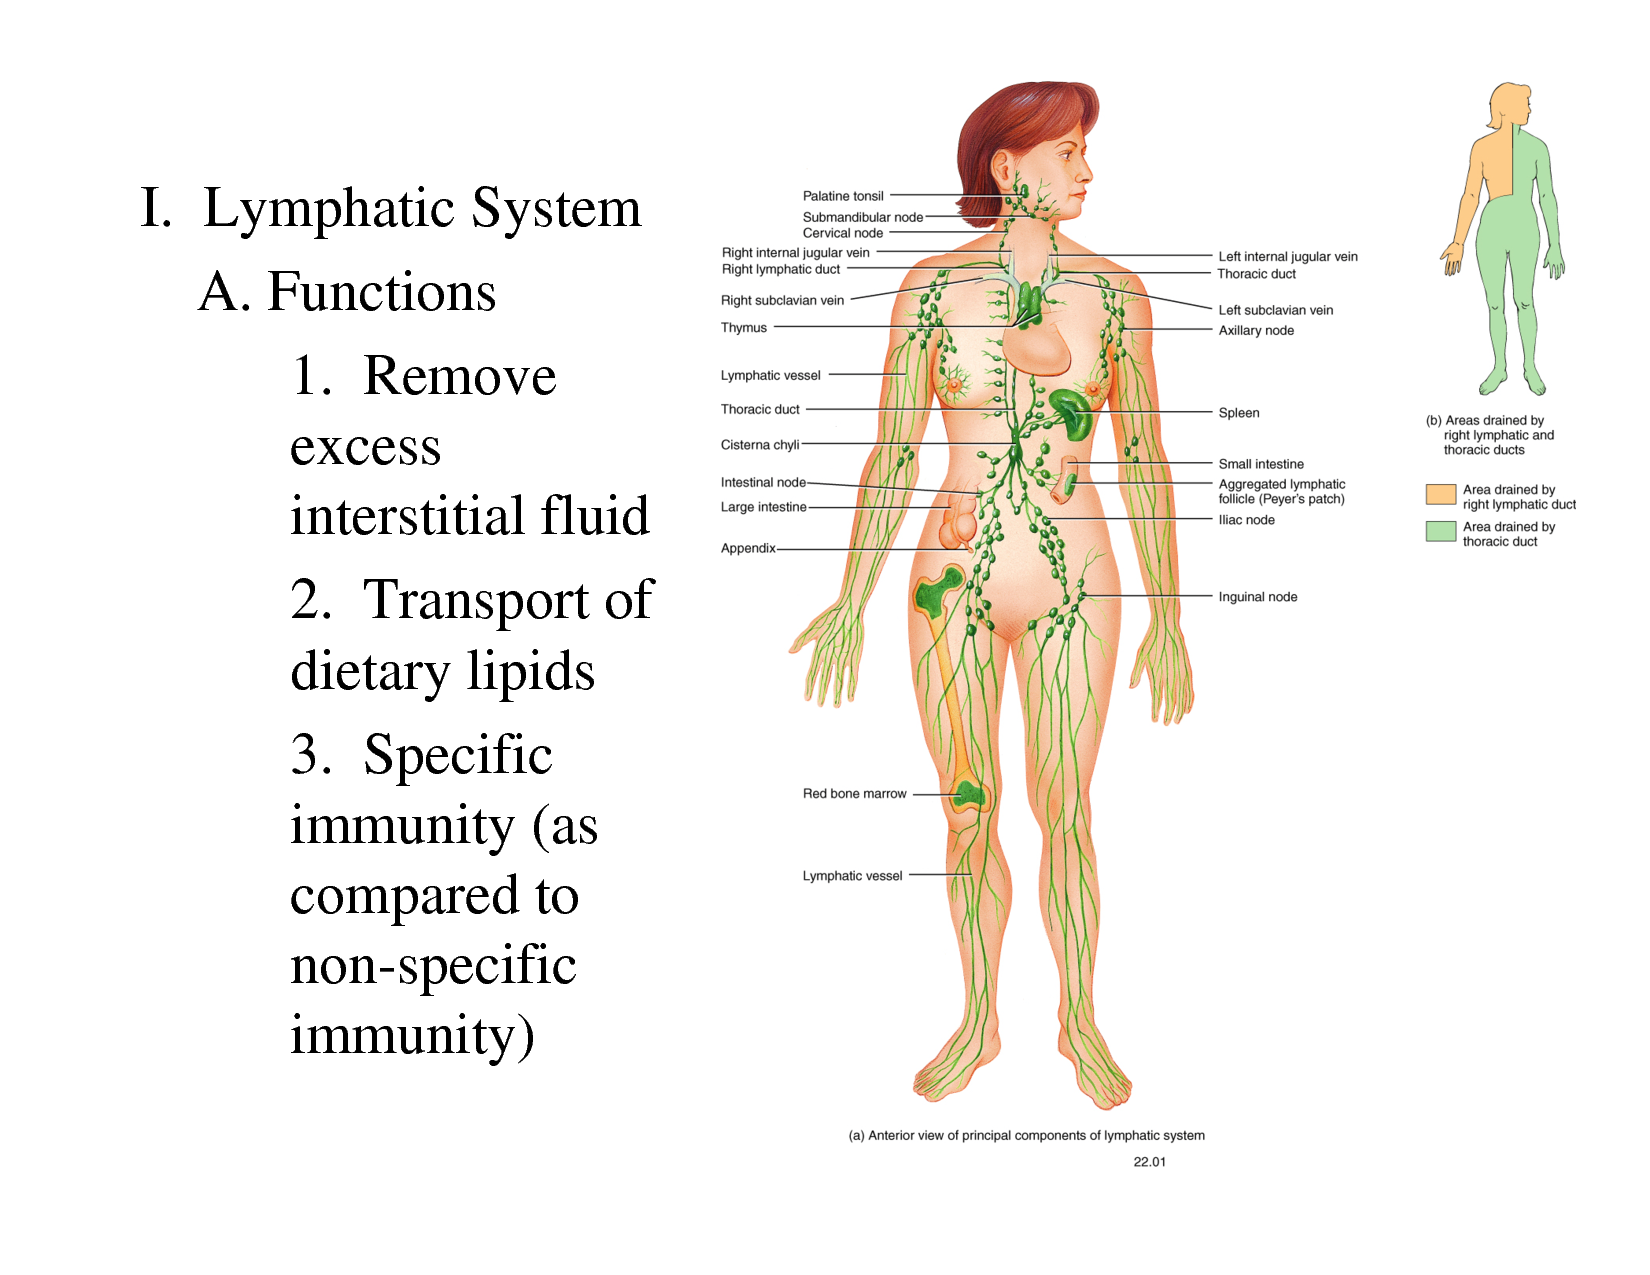 I. Lymphatic System
A. Functions
1. Remove
excess
interstitial fluid
2. Transport of
dietary lipids
3. Specific
immunity (as
compared to
non-specific
immunity)
Palatine tonsil
Submandibular node
Cervical node
Right internal jugular vein
Right lymphatic duct
Right subclavian vein
Thymus
Lymphatic vessel
Thoracic duct
Cisterna chyli
Intestinal node
Large intestine
Appendix
Red bone marrow
Lymphatic vessel
Left internal jugular vein
Thoracic duct
Left subclavian vein
Axillary node
Spleen
Small intestine
Aggregated lymphatic
follicle (Peyer's patch)
Iliac node
Inguinal node
(a) Anterior view of principal components of lymphatic system
22.01
(b) Areas drained by
right lymphatic and
thoracic ducts
Area drained by
right lymphatic duct
Area drained by
thoracic duct